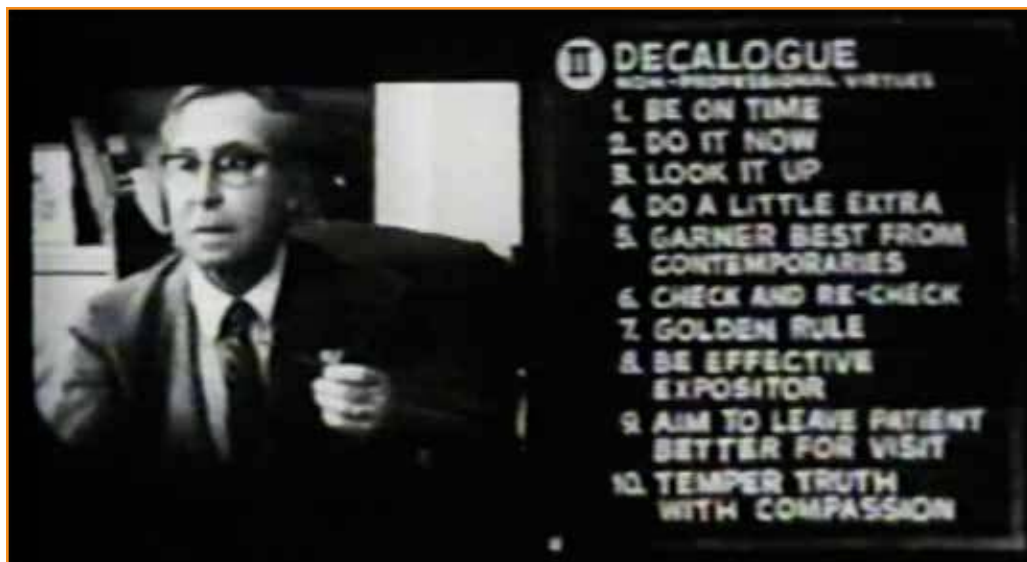 II DECALOGUE
NON-PROFESSIONAL VIRTUES
1. BE ON TIME
2. DO IT NOW
3. LOOK IT UP
4. DO A LITTLE EXTRA
5. GARNER BEST FROM
CONTEMPORARIES
6. CHECK AND RE-CHECK
7. GOLDEN RULE
8. BE EFFECTIVE
EXPOSITOR
9. AIM TO LEAVE PATIENT
BETTER FOR VISIT
10. TEMPER TRUTH
WITH COMPASSION